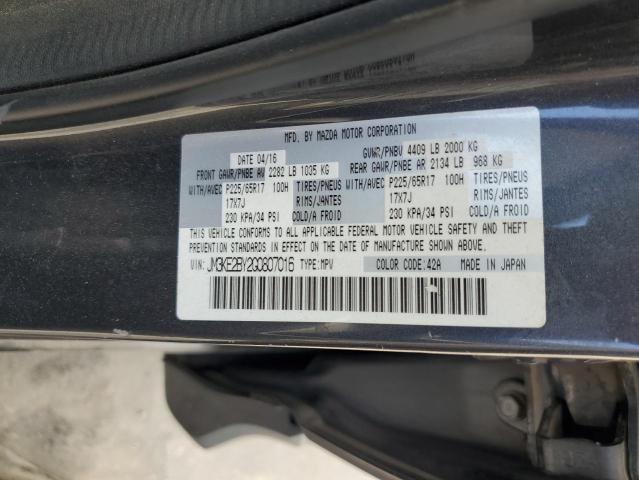 MFD. BY MAZDA MOTOR CORPORATION
DATE 04/16 GVWR/PNBV 4409 LB 2000 KG
FRONT GAWR/PNBE AV 2282 LB 1035 KG REAR GAWR/PNBE AR 2134 LB 968 KG
WITH/AVEC P225/65R17 100H TIRES/PNEUS WITH/AVEC P225/65R17 100H TIRES/PNEUS
17X7J RIMS/JANTES 17X7J RIMS/JANTES
230 KPA/34 PSI COLD/A FROID 230 KPA/34 PSI COLD/A FROID
THIS VEHICLE CONFORMS TO ALL APPLICABLE FEDERAL MOTOR VEHICLE SAFETY AND THEFT
PREVENTION STANDARDS IN EFFECT ON THE DATE OF MANUFACTURE SHOWN ABOVE.
VIN: JM3KE2BY2G0807016 TYPE:MPV COLOR CODE:42A MADE IN JAPAN